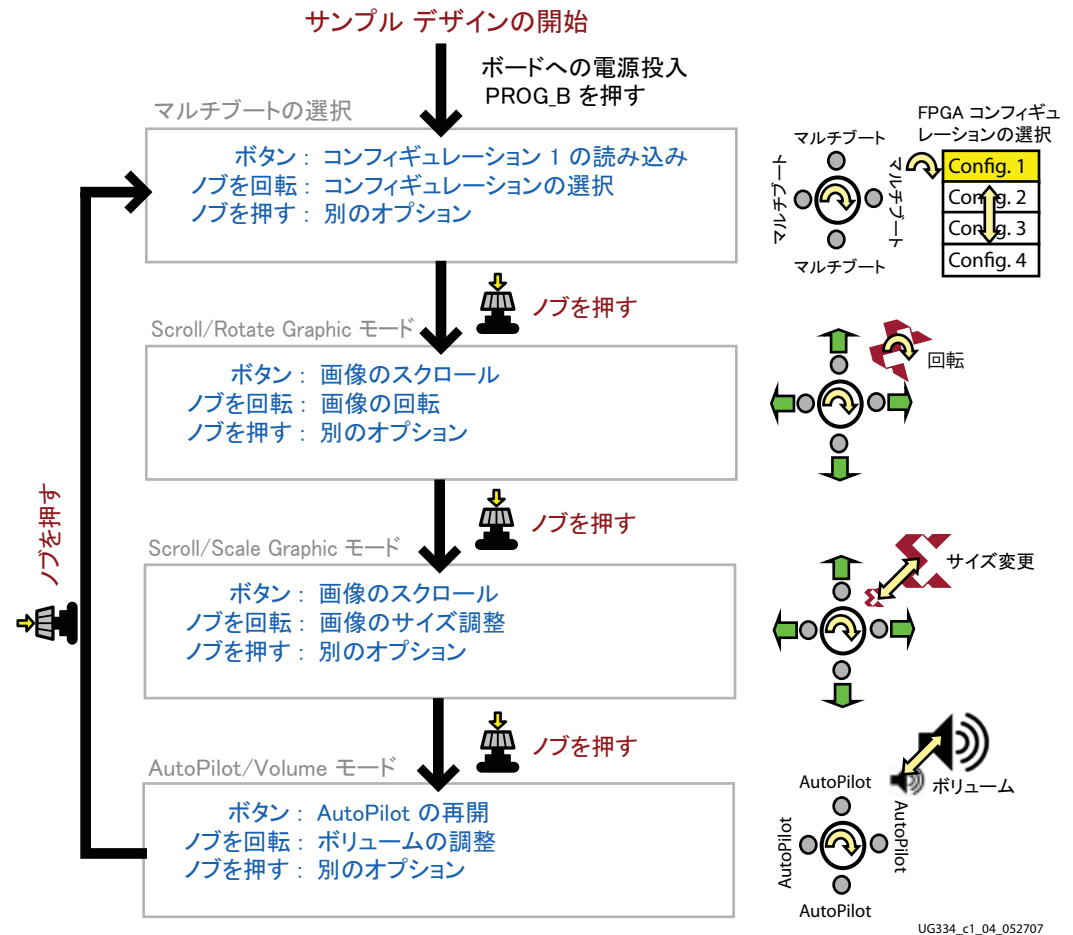 サンプル デザインの開始
ボードへの電源投入
PROG_B を押す
マルチブートの選択
ボタン : コンフィギュレーション 1 の読み込み
ノブを回転 : コンフィギュレーションの選択
ノブを押す : 別のオプション
マルチブート
マルチブート
マルチブート
マルチブート
FPGA コンフィギュ
レーションの選択
Config. 1
Config. 2
Config. 3
Config. 4
ノブを押す
Scroll/Rotate Graphic モード
ボタン : 画像のスクロール
ノブを回転 : 画像の回転
ノブを押す : 別のオプション
回転
ノブを押す
ノブを押す
Scroll/Scale Graphic モード
ボタン : 画像のスクロール
ノブを回転 : 画像のサイズ調整
ノブを押す : 別のオプション
サイズ変更
ノブを押す
AutoPilot/Volume モード
ボタン : AutoPilot の再開
ノブを回転 : ボリュームの調整
ノブを押す : 別のオプション
ボリューム
AutoPilot
AutoPilot
AutoPilot
AutoPilot
UG334_c1_04_052707